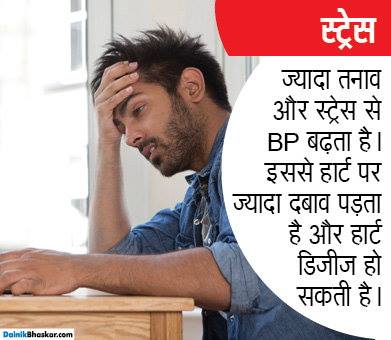 स्ट्रेस
ज्यादा तनाव
और स्ट्रेस से
BP बढ़ता है।
इससे हार्ट पर
ज्यादा दबाव पड़ता
है और हार्ट
डिजीज हो
सकती है।
DainikBhaskar.com